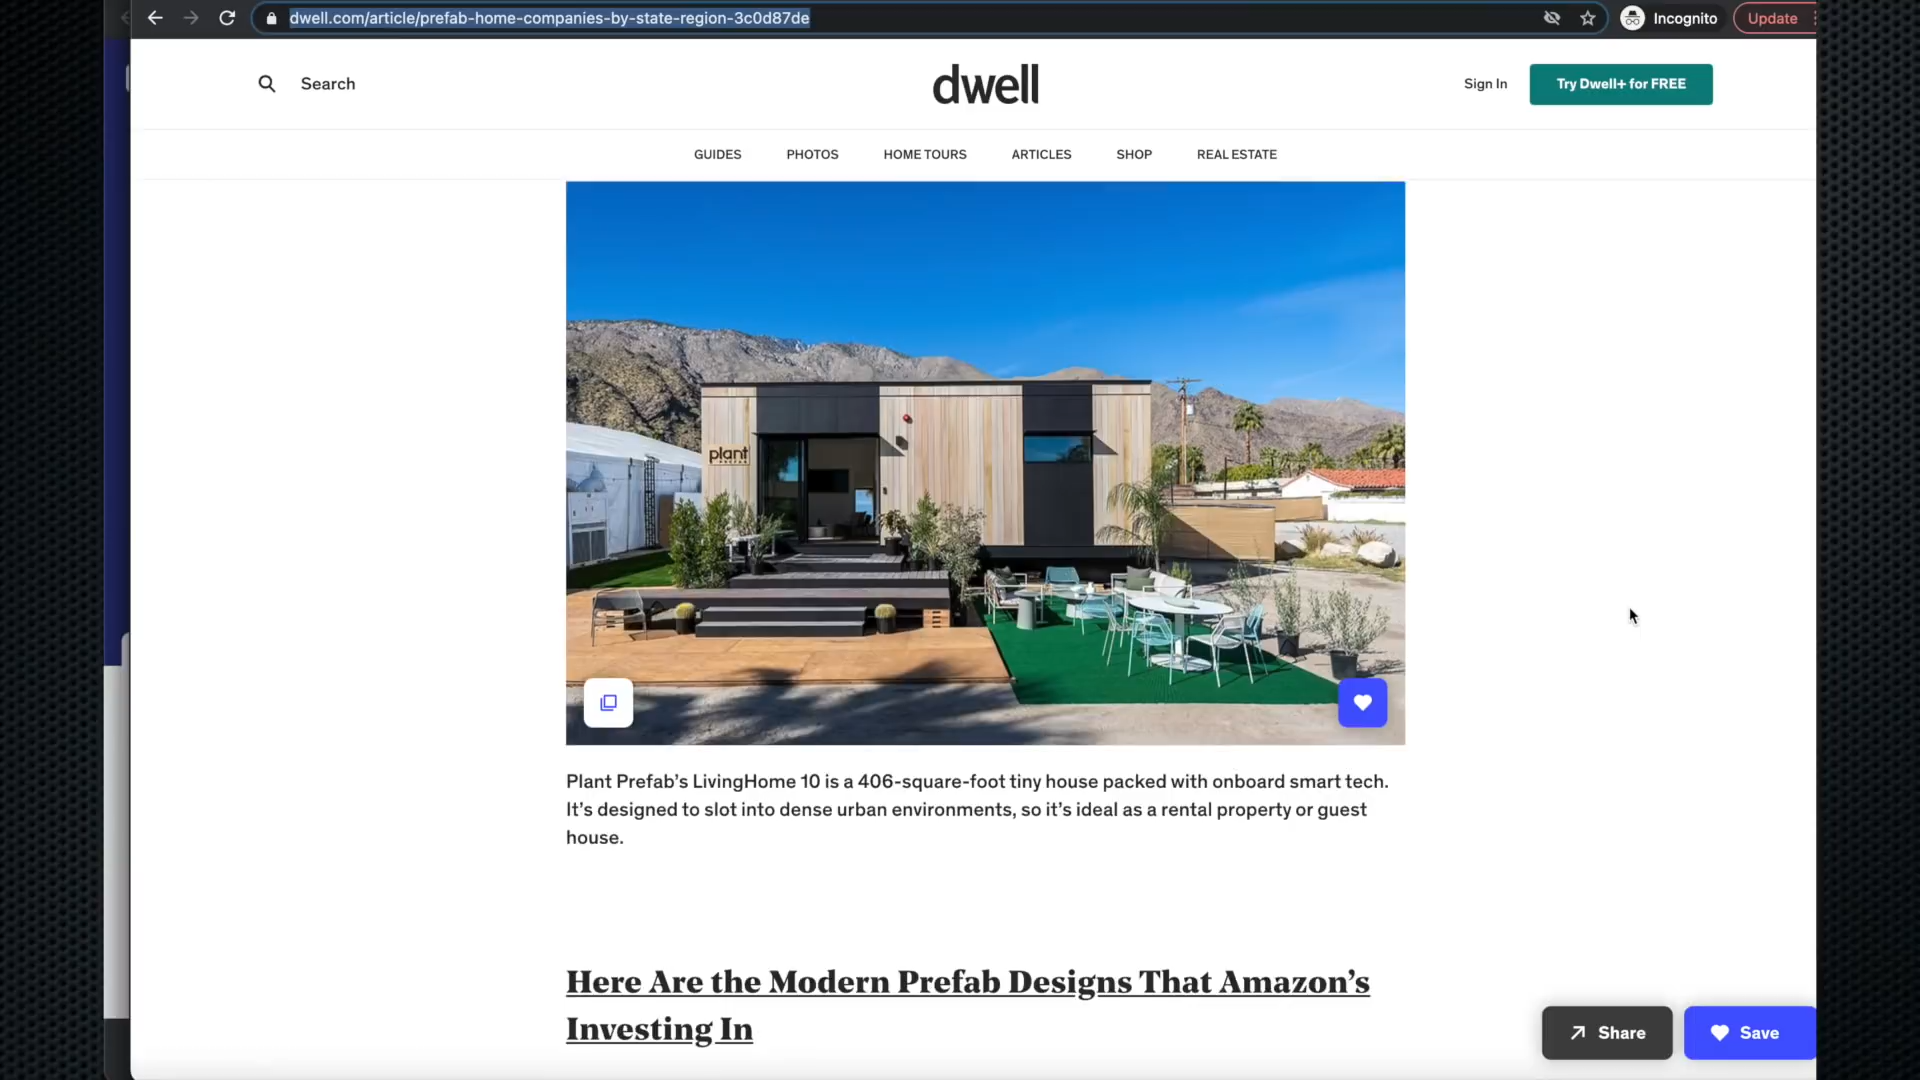 dwell.com/article/prefab-home-companies-by-state-region-3c0d87de
Incognito
Update
Search
dwell
Sign In
Try Dwell+ for FREE
GUIDES
PHOTOS
HOME TOURS
ARTICLES
SHOP
REAL ESTATE
plant
PREFAB
Plant Prefab’s LivingHome 10 is a 406-square-foot tiny house packed with onboard smart tech.
It’s designed to slot into dense urban environments, so it’s ideal as a rental property or guest
house.
Here Are the Modern Prefab Designs That Amazon’s
Investing In
Share
Save